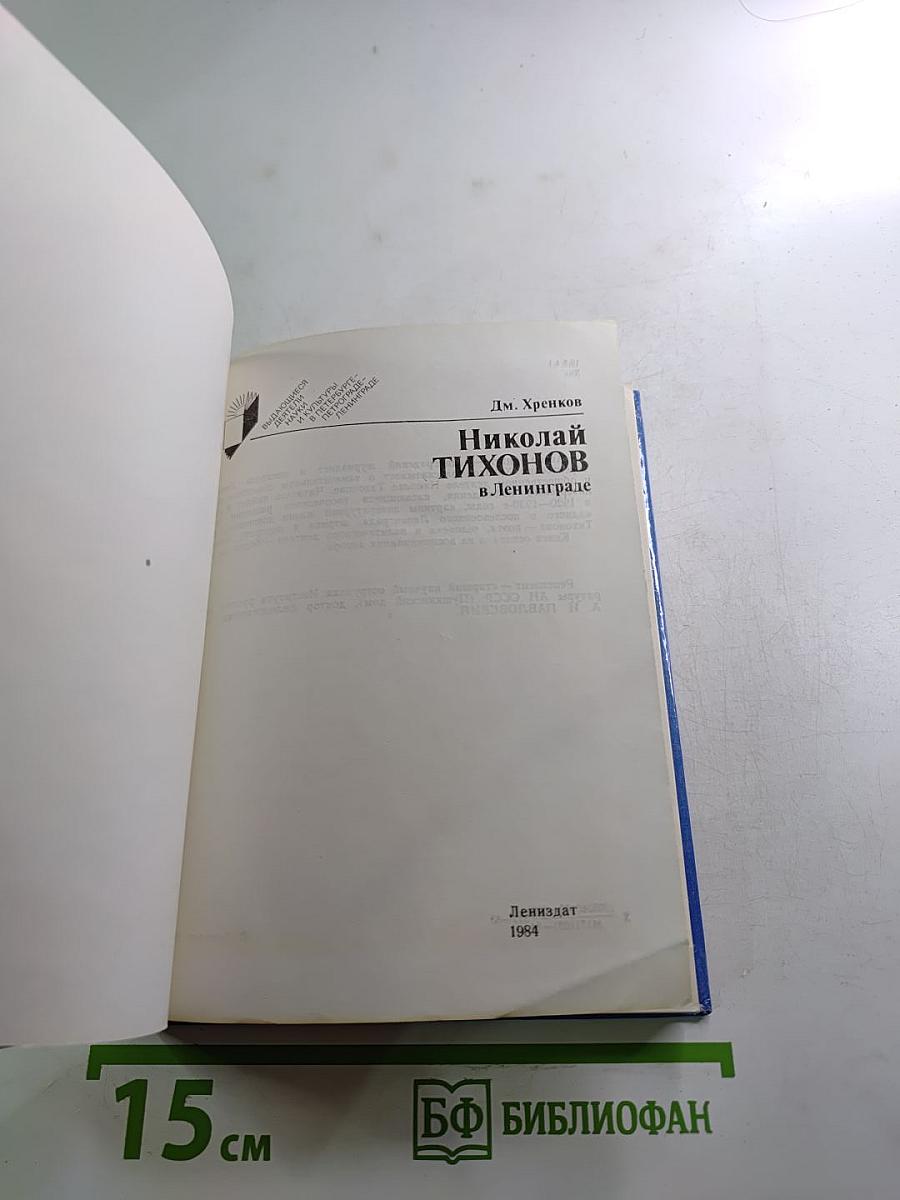 ВЫДАЮЩИЕСЯ
ДЕЯТЕЛИ
НАУКИ
И КУЛЬТУРЫ
В ПЕТЕРБУРГЕ-
ПЕТРОГРАДЕ-
ЛЕНИНГРАДЕ
Дм. Хренков
Николай
ТИХОНОВ
в Ленинграде
Лениздат
1984
15 см
БФ БИБЛИОФАН